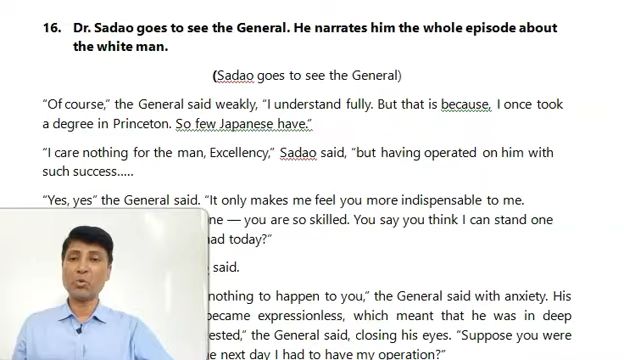 16. Dr. Sadao goes to see the General. He narrates him the whole episode about
the white man.
(Sadao goes to see the General)
“Of course,” the General said weakly, “I understand fully. But that is because, I once took
a degree in Princeton. So few Japanese have.”
“I care nothing for the man, Excellency,” Sadao said, “but having operated on him with
such success.....
“Yes, yes” the General said. “It only makes me feel you more indispensable to me.
ne — you are so skilled. You say you think I can stand one
ad today?”
said.
nothing to happen to you,” the General said with anxiety. His
became expressionless, which meant that he was in deep
ested,” the General said, closing his eyes. “Suppose you were
e next day I had to have my operation?”